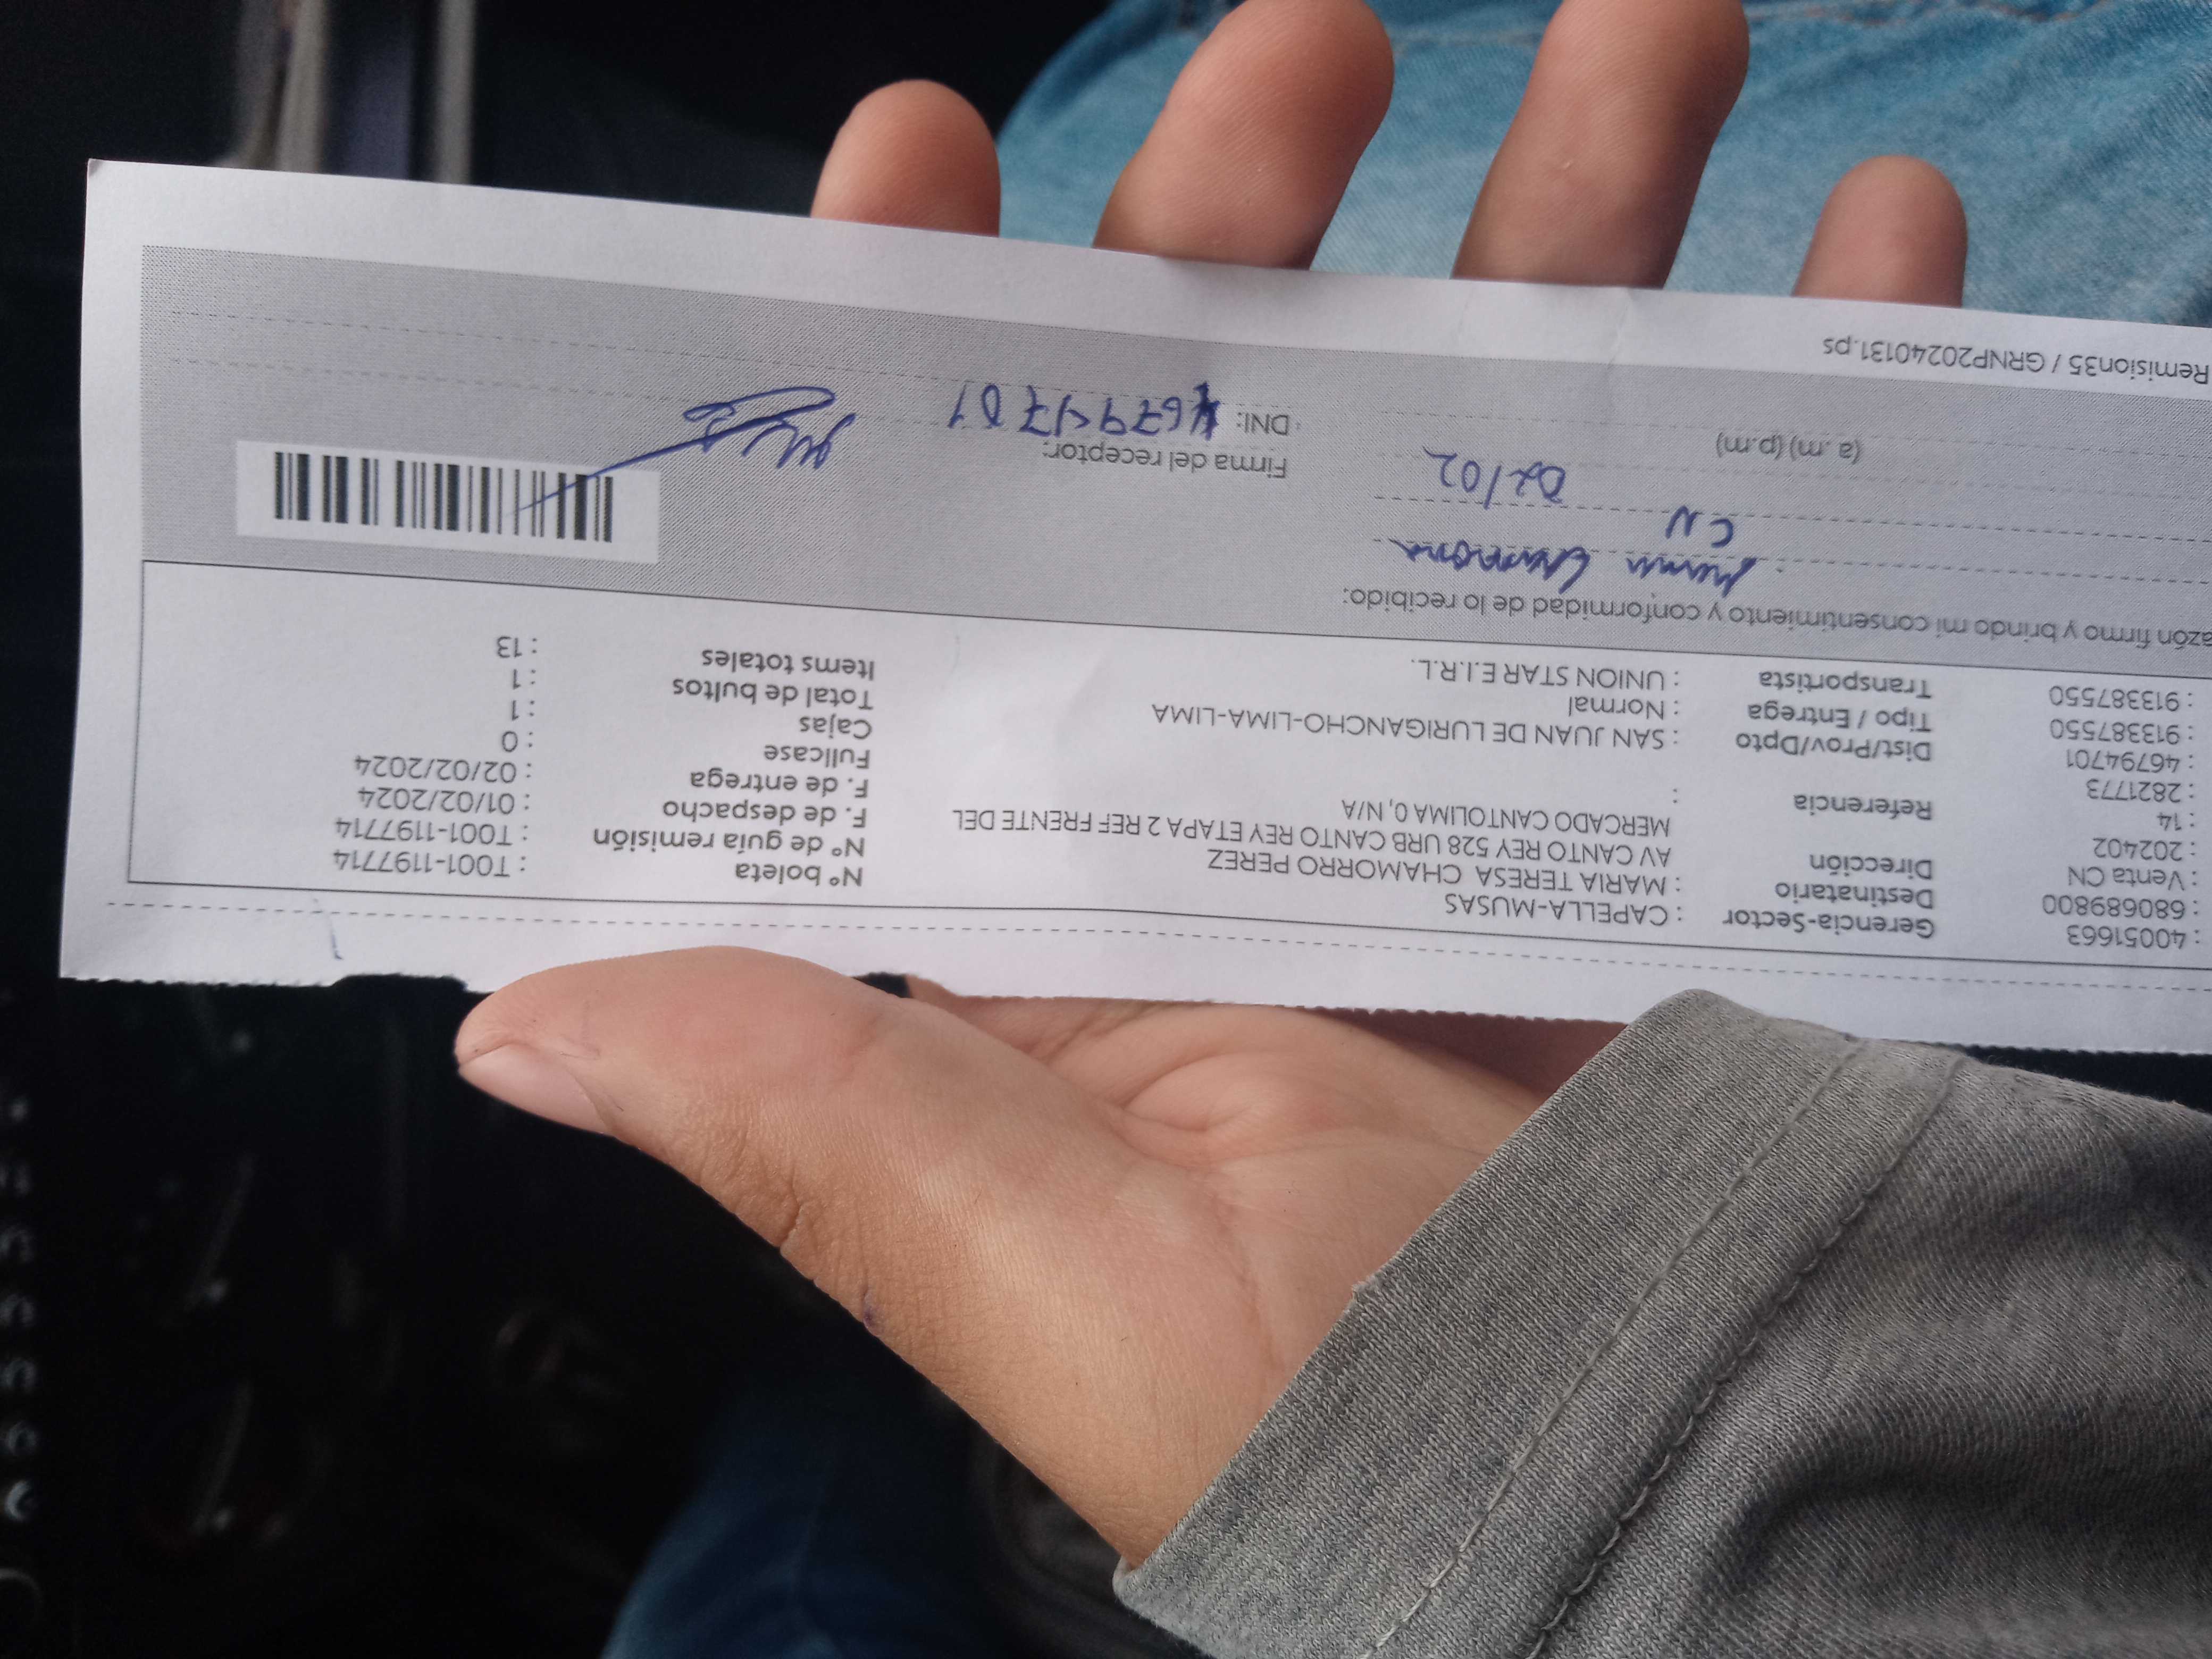 : 40051663 Gerencia-Sector : CAPELLA-MUSAS Nº boleta : T001-1197714
: 680689800 Destinatario : MARIA TERESA CHAMORRO PEREZ Nº de guía remisión : T001-1197714
: Venta CN Dirección AV CANTO REY 528 URB CANTO REY ETAPA 2 REF FRENTE DEL F. de despacho : 01/02/2024
: 202402 MERCADO CANTOLIMA 0, N/A F. de entrega : 02/02/2024
: 14 Referencia : Fullcase : 0
: 2821773 Cajas : 1
: 46794701 Dist/Prov/Dpto : SAN JUAN DE LURIGANCHO-LIMA-LIMA Total de bultos : 1
: 913387550 Tipo / Entrega : Normal Items totales : 13
: 913387550 Transportista : UNION STAR E.I.R.L.
azón firmo y brindo mi consentimiento y conformidad de lo recibido:
: Chamorro
CN
02/02 Firma del receptor:
(a. m) (p.m) DNI: 46794701
Remision35 / GRNP20240131.ps